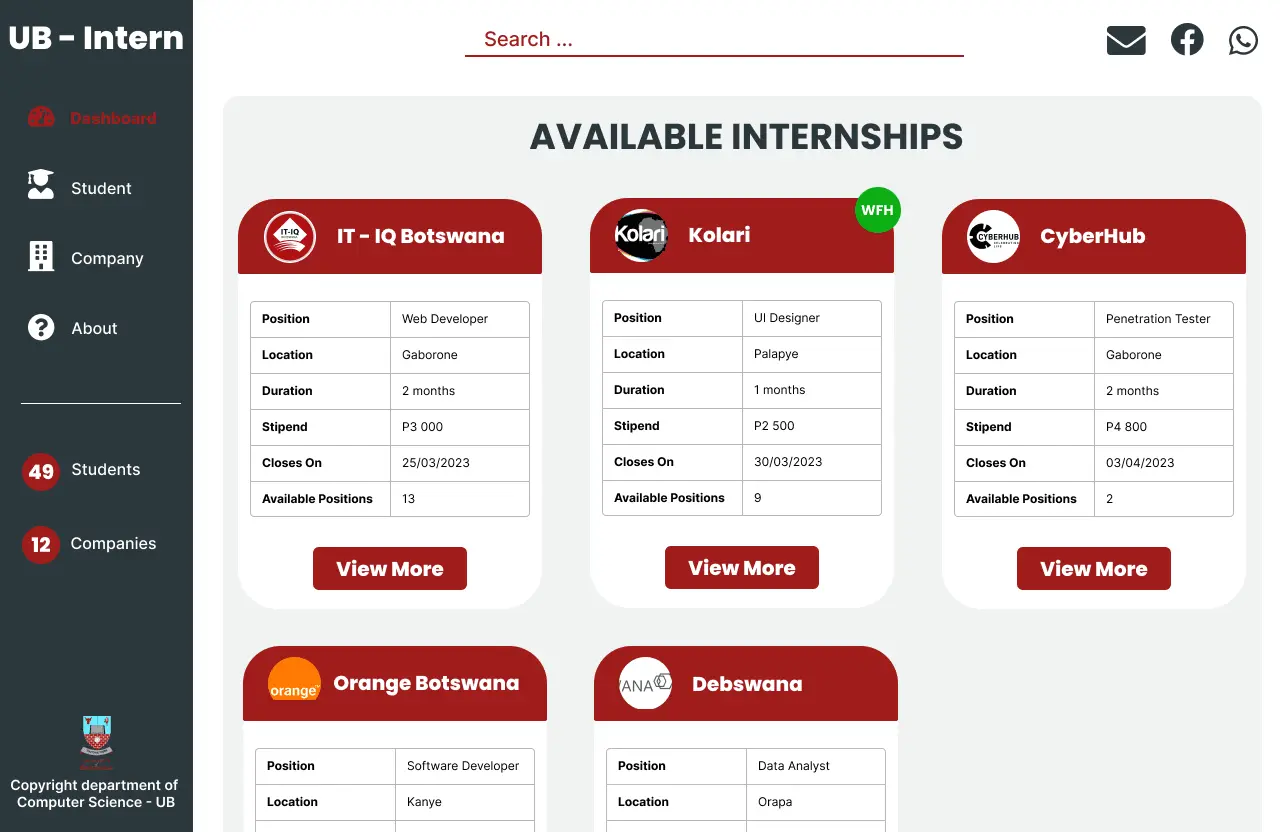 UB - Intern
Search ...
Dashboard
Student
Company
About
49 Students
12 Companies
Copyright department of
Computer Science - UB
AVAILABLE INTERNSHIPS
IT-IQ
IT - IQ Botswana
Position Web Developer
Location Gaborone
Duration 2 months
Stipend P3 000
Closes On 25/03/2023
Available Positions 13
View More
Kolari
Kolari
WFH
Position UI Designer
Location Palapye
Duration 1 months
Stipend P2 500
Closes On 30/03/2023
Available Positions 9
View More
CYBERHUB
CyberHub
Position Penetration Tester
Location Gaborone
Duration 2 months
Stipend P4 800
Closes On 03/04/2023
Available Positions 2
View More
orange
Orange Botswana
Position Software Developer
Location Kanye
ANA
Debswana
Position Data Analyst
Location Orapa